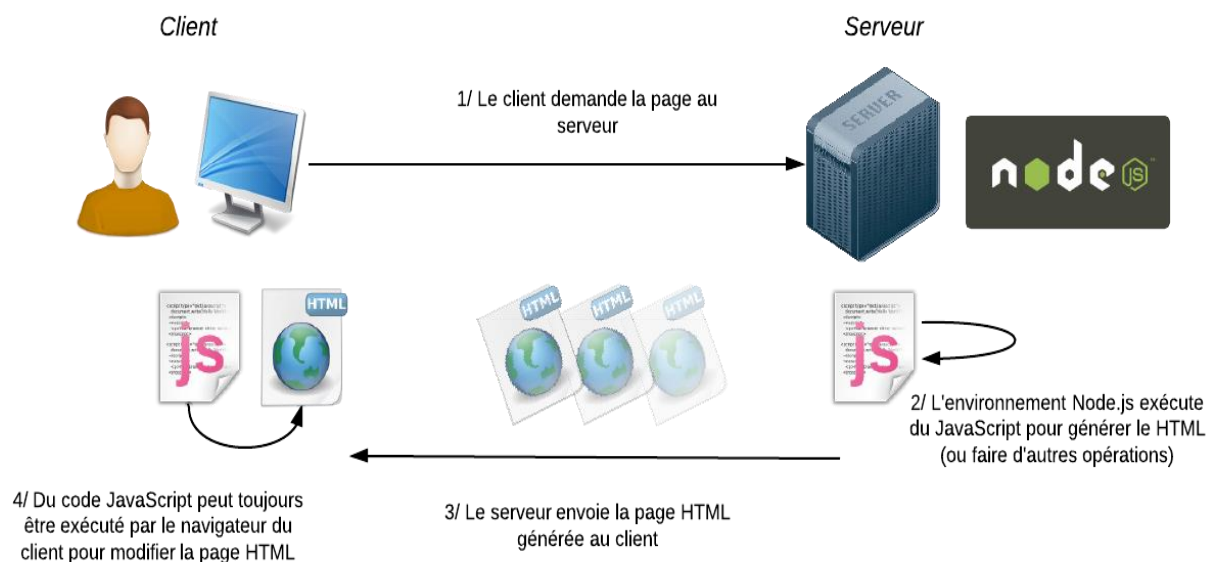 Client
Serveur
1/ Le client demande la page au
serveur
SERVER
node
JS
HTML
HTML
HTML
HTML
js
js
2/ L'environnement Node.js exécute
du JavaScript pour générer le HTML
(ou faire d'autres opérations)
3/ Le serveur envoie la page HTML
générée au client
4/ Du code JavaScript peut toujours
être exécuté par le navigateur du
client pour modifier la page HTML